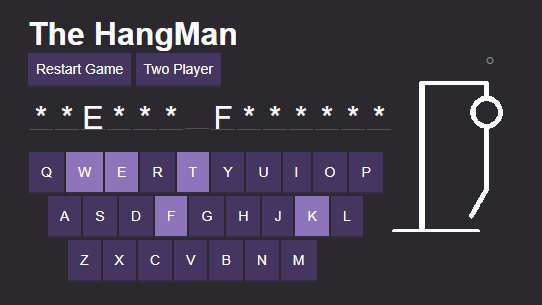 The HangMan
Restart Game Two Player
* * E * * * F * * * * * *
Q W E R T Y U I O P
A S D F G H J K L
Z X C V B N M